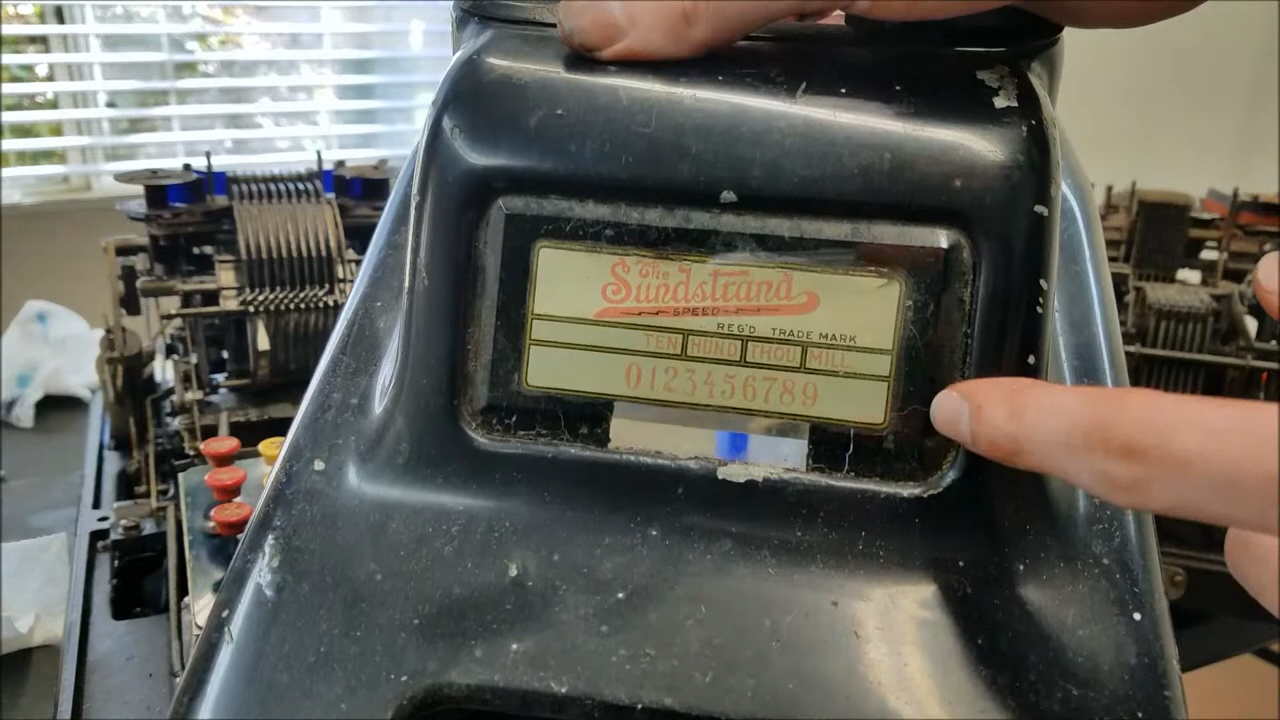 The
Sundstrand
SPEED
REG'D TRADE MARK
TEN HUND THOU MILL
0123456789